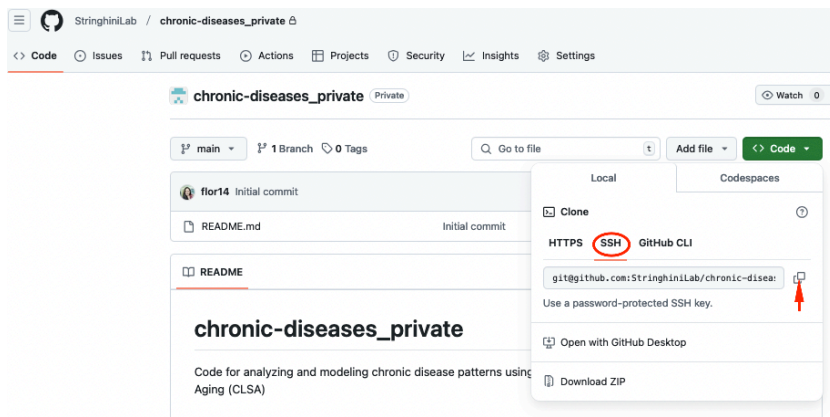 StringhiniLab / chronic-diseases_private
Code Issues Pull requests Actions Projects Security Insights Settings
chronic-diseases_private Private Watch 0
main 1 Branch 0 Tags Go to file t Add file Code
Local Codespaces
flor14 Initial commit
Clone
README.md Initial commit
HTTPS SSH GitHub CLI
git@github.com:StringhiniLab/chronic-diseas
README
Use a password-protected SSH key.
chronic-diseases_private
Open with GitHub Desktop
Code for analyzing and modeling chronic disease patterns using
Aging (CLSA)
Download ZIP